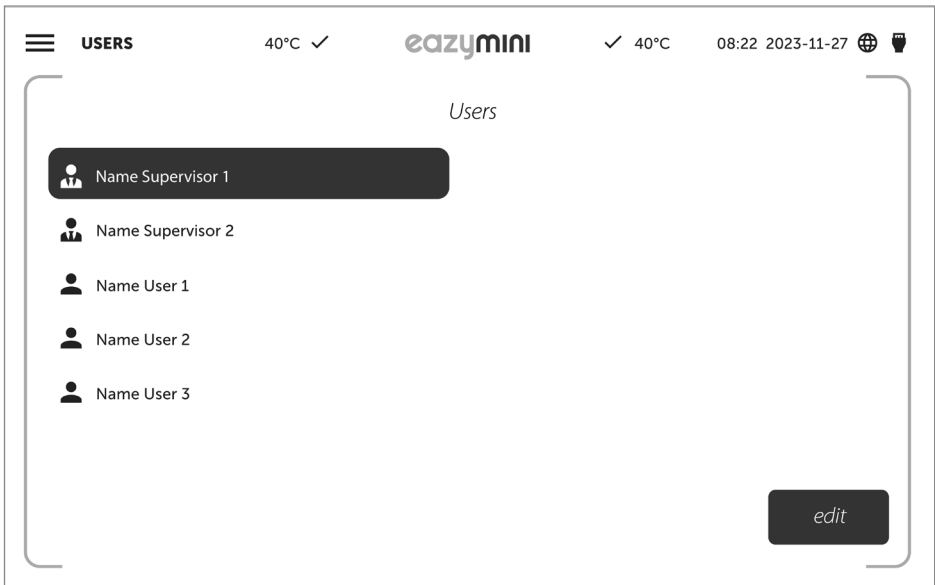 USERS 40°C eazymini 40°C 08:22 2023-11-27
Users
Name Supervisor 1
Name Supervisor 2
Name User 1
Name User 2
Name User 3
edit